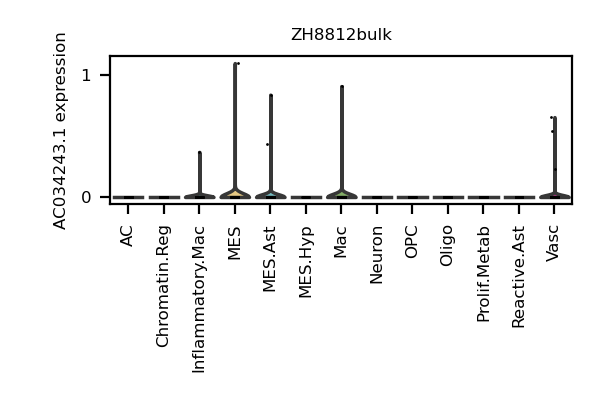 ZH8812bulk
AC034243.1 expression
1
0
AC
Chromatin.Reg
Inflammatory.Mac
MES
MES.Ast
MES.Hyp
Mac
Neuron
OPC
Oligo
Prolif.Metab
Reactive.Ast
Vasc